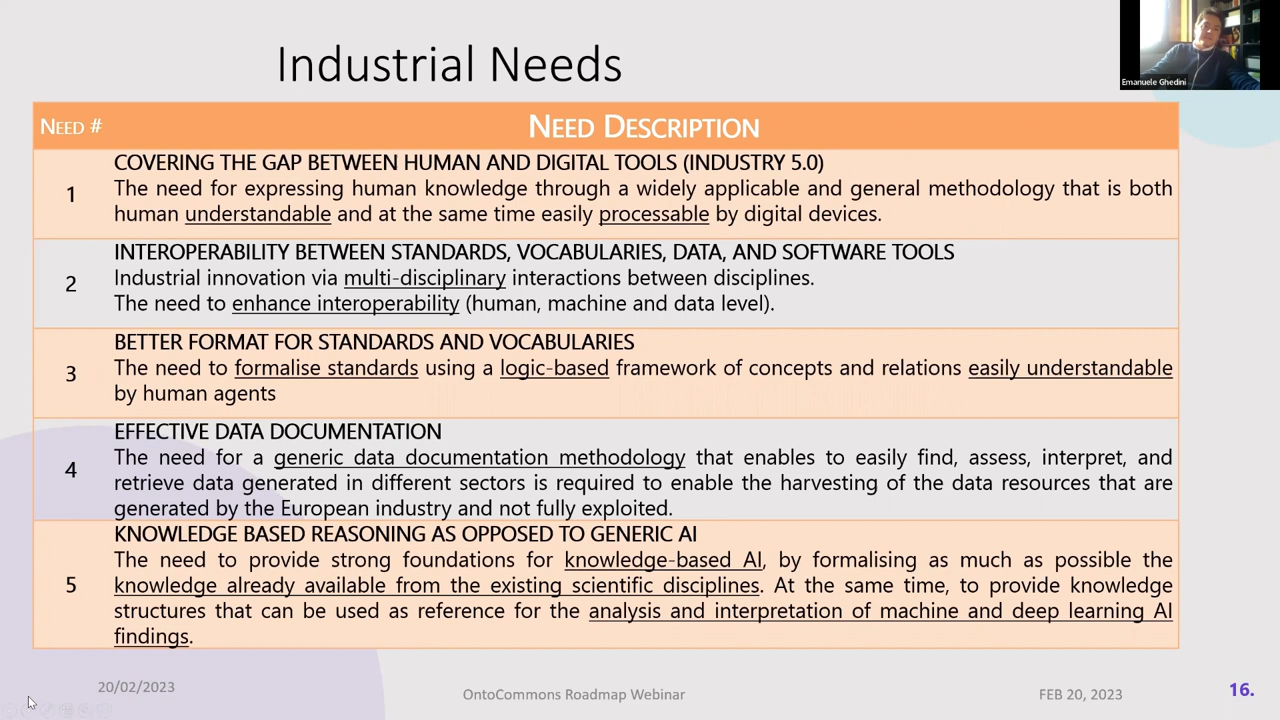 Industrial Needs
Emanuele Ghedini
NEED #
NEED DESCRIPTION
1
COVERING THE GAP BETWEEN HUMAN AND DIGITAL TOOLS (INDUSTRY 5.0)
The need for expressing human knowledge through a widely applicable and general methodology that is both
human understandable and at the same time easily processable by digital devices.
2
INTEROPERABILITY BETWEEN STANDARDS, VOCABULARIES, DATA, AND SOFTWARE TOOLS
Industrial innovation via multi-disciplinary interactions between disciplines.
The need to enhance interoperability (human, machine and data level).
3
BETTER FORMAT FOR STANDARDS AND VOCABULARIES
The need to formalise standards using a logic-based framework of concepts and relations easily understandable
by human agents
4
EFFECTIVE DATA DOCUMENTATION
The need for a generic data documentation methodology that enables to easily find, assess, interpret, and
retrieve data generated in different sectors is required to enable the harvesting of the data resources that are
generated by the European industry and not fully exploited.
5
KNOWLEDGE BASED REASONING AS OPPOSED TO GENERIC AI
The need to provide strong foundations for knowledge-based AI, by formalising as much as possible the
knowledge already available from the existing scientific disciplines. At the same time, to provide knowledge
structures that can be used as reference for the analysis and interpretation of machine and deep learning AI
findings.
20/02/2023
OntoCommons Roadmap Webinar
FEB 20, 2023
16.